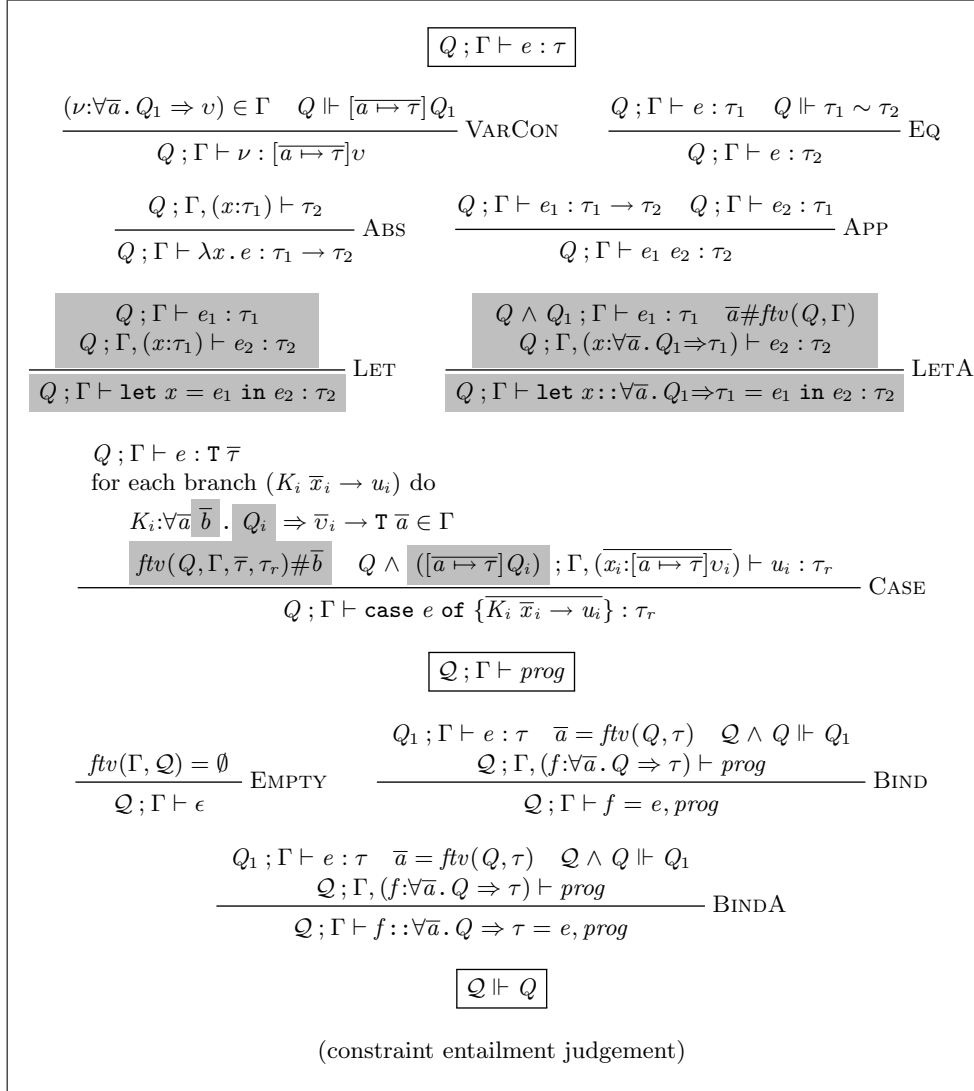 Q ; Γ ⊢ e : τ
(ν:∀a̅ . Q₁ ⇒ υ) ∈ Γ   Q ⊩ [a̅ ↦ τ̅]Q₁
VARCON
Q ; Γ ⊢ ν : [a̅ ↦ τ̅]υ
Q ; Γ ⊢ e : τ₁   Q ⊩ τ₁ ∼ τ₂
EQ
Q ; Γ ⊢ e : τ₂
Q ; Γ, (x:τ₁) ⊢ τ₂
ABS
Q ; Γ ⊢ λx . e : τ₁ → τ₂
Q ; Γ ⊢ e₁ : τ₁ → τ₂   Q ; Γ ⊢ e₂ : τ₁
APP
Q ; Γ ⊢ e₁ e₂ : τ₂
Q ; Γ ⊢ e₁ : τ₁
Q ; Γ, (x:τ₁) ⊢ e₂ : τ₂
LET
Q ; Γ ⊢ let x = e₁ in e₂ : τ₂
Q ∧ Q₁ ; Γ ⊢ e₁ : τ₁   a̅#ftv(Q, Γ)
Q ; Γ, (x:∀a̅ . Q₁⇒τ₁) ⊢ e₂ : τ₂
LETA
Q ; Γ ⊢ let x::∀a̅ . Q₁⇒τ₁ = e₁ in e₂ : τ₂
Q ; Γ ⊢ e : T τ̅
for each branch (Kᵢ x̅ᵢ → uᵢ) do
Kᵢ:∀a̅ b̅ . Qᵢ ⇒ υ̅ᵢ → T a̅ ∈ Γ
ftv(Q, Γ, τ̅, τᵣ)#b̅   Q ∧ ([a̅ ↦ τ̅]Qᵢ) ; Γ, (xᵢ:[a̅ ↦ τ̅]υᵢ) ⊢ uᵢ : τᵣ
CASE
Q ; Γ ⊢ case e of {Kᵢ x̅ᵢ → uᵢ} : τᵣ
𝒬 ; Γ ⊢ prog
ftv(Γ, 𝒬) = ∅
EMPTY
𝒬 ; Γ ⊢ ϵ
Q₁ ; Γ ⊢ e : τ   a̅ = ftv(Q, τ)   𝒬 ∧ Q ⊩ Q₁
𝒬 ; Γ, (f:∀a̅ . Q ⇒ τ) ⊢ prog
BIND
𝒬 ; Γ ⊢ f = e, prog
Q₁ ; Γ ⊢ e : τ   a̅ = ftv(Q, τ)   𝒬 ∧ Q ⊩ Q₁
𝒬 ; Γ, (f:∀a̅ . Q ⇒ τ) ⊢ prog
BINDA
𝒬 ; Γ ⊢ f::∀a̅ . Q ⇒ τ = e, prog
𝒬 ⊩ Q
(constraint entailment judgement)